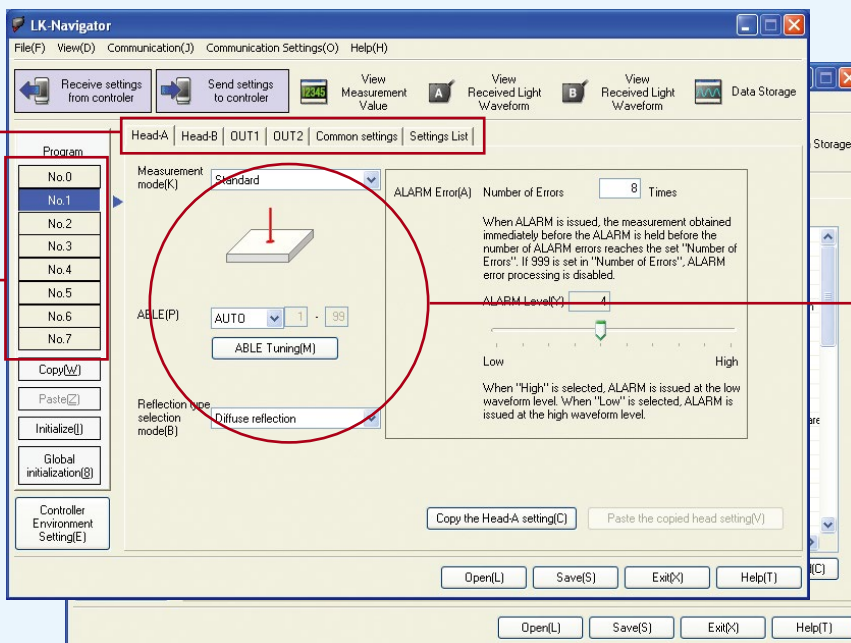 LK-Navigator
File(F) View(D) Communication(J) Communication Settings(O) Help(H)
Receive settings from controler
Send settings to controler
12345
View Measurement Value
A
View Received Light Waveform
B
View Received Light Waveform
Data Storage
Storage
Program
Head-A Head-B OUT1 OUT2 Common settings Settings List
No.0
No.1
No.2
No.3
No.4
No.5
No.6
No.7
Copy(W)
Paste(Z)
Initialize(I)
Global
initialization(8)
Controller
Environment
Setting(E)
Measurement
mode(K)
Standard
ABLE(P)
AUTO
1 - 99
ABLE Tuning(M)
Reflection type
selection
mode(B)
Diffuse reflection
ALARM Error(A) Number of Errors 8 Times
When ALARM is issued, the measurement obtained
immediately before the ALARM is held before the
number of ALARM errors reaches the set "Number of
Errors". If 999 is set in "Number of Errors", ALARM
error processing is disabled.
ALARM Level(Y) 4
Low High
When "High" is selected, ALARM is issued at the low
waveform level. When "Low" is selected, ALARM is
issued at the high waveform level.
Copy the Head-A setting(C) Paste the copied head setting(V)
Open(L) Save(S) Exit(X) Help(T)
Open(L) Save(S) Exit(X) Help(T)